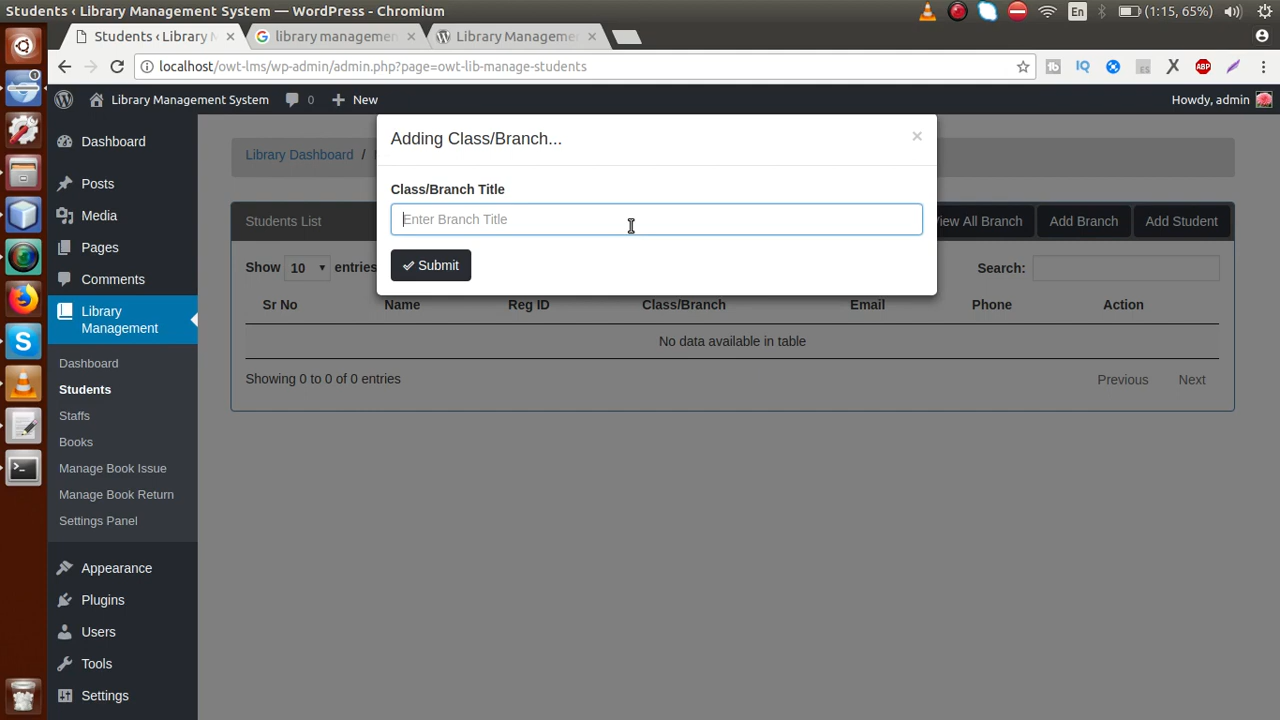 Students ‹ Library Management System — WordPress - Chromium
En
(1:15, 65%)
Students ‹ Library M
library managemen
Library Manageme
localhost/owt-lms/wp-admin/admin.php?page=owt-lib-manage-students
IQ
ABP
Library Management System
0
New
Howdy, admin
Dashboard
Posts
Media
Pages
Comments
Library
Management
Dashboard
Students
Staffs
Books
Manage Book Issue
Manage Book Return
Settings Panel
Appearance
Plugins
Users
Tools
Settings
Library Dashboard /
Adding Class/Branch...
×
Class/Branch Title
Enter Branch Title
Submit
Students List
View All Branch
Add Branch
Add Student
Show 10 entries
Search:
Sr No Name Reg ID Class/Branch Email Phone Action
No data available in table
Showing 0 to 0 of 0 entries
Previous Next